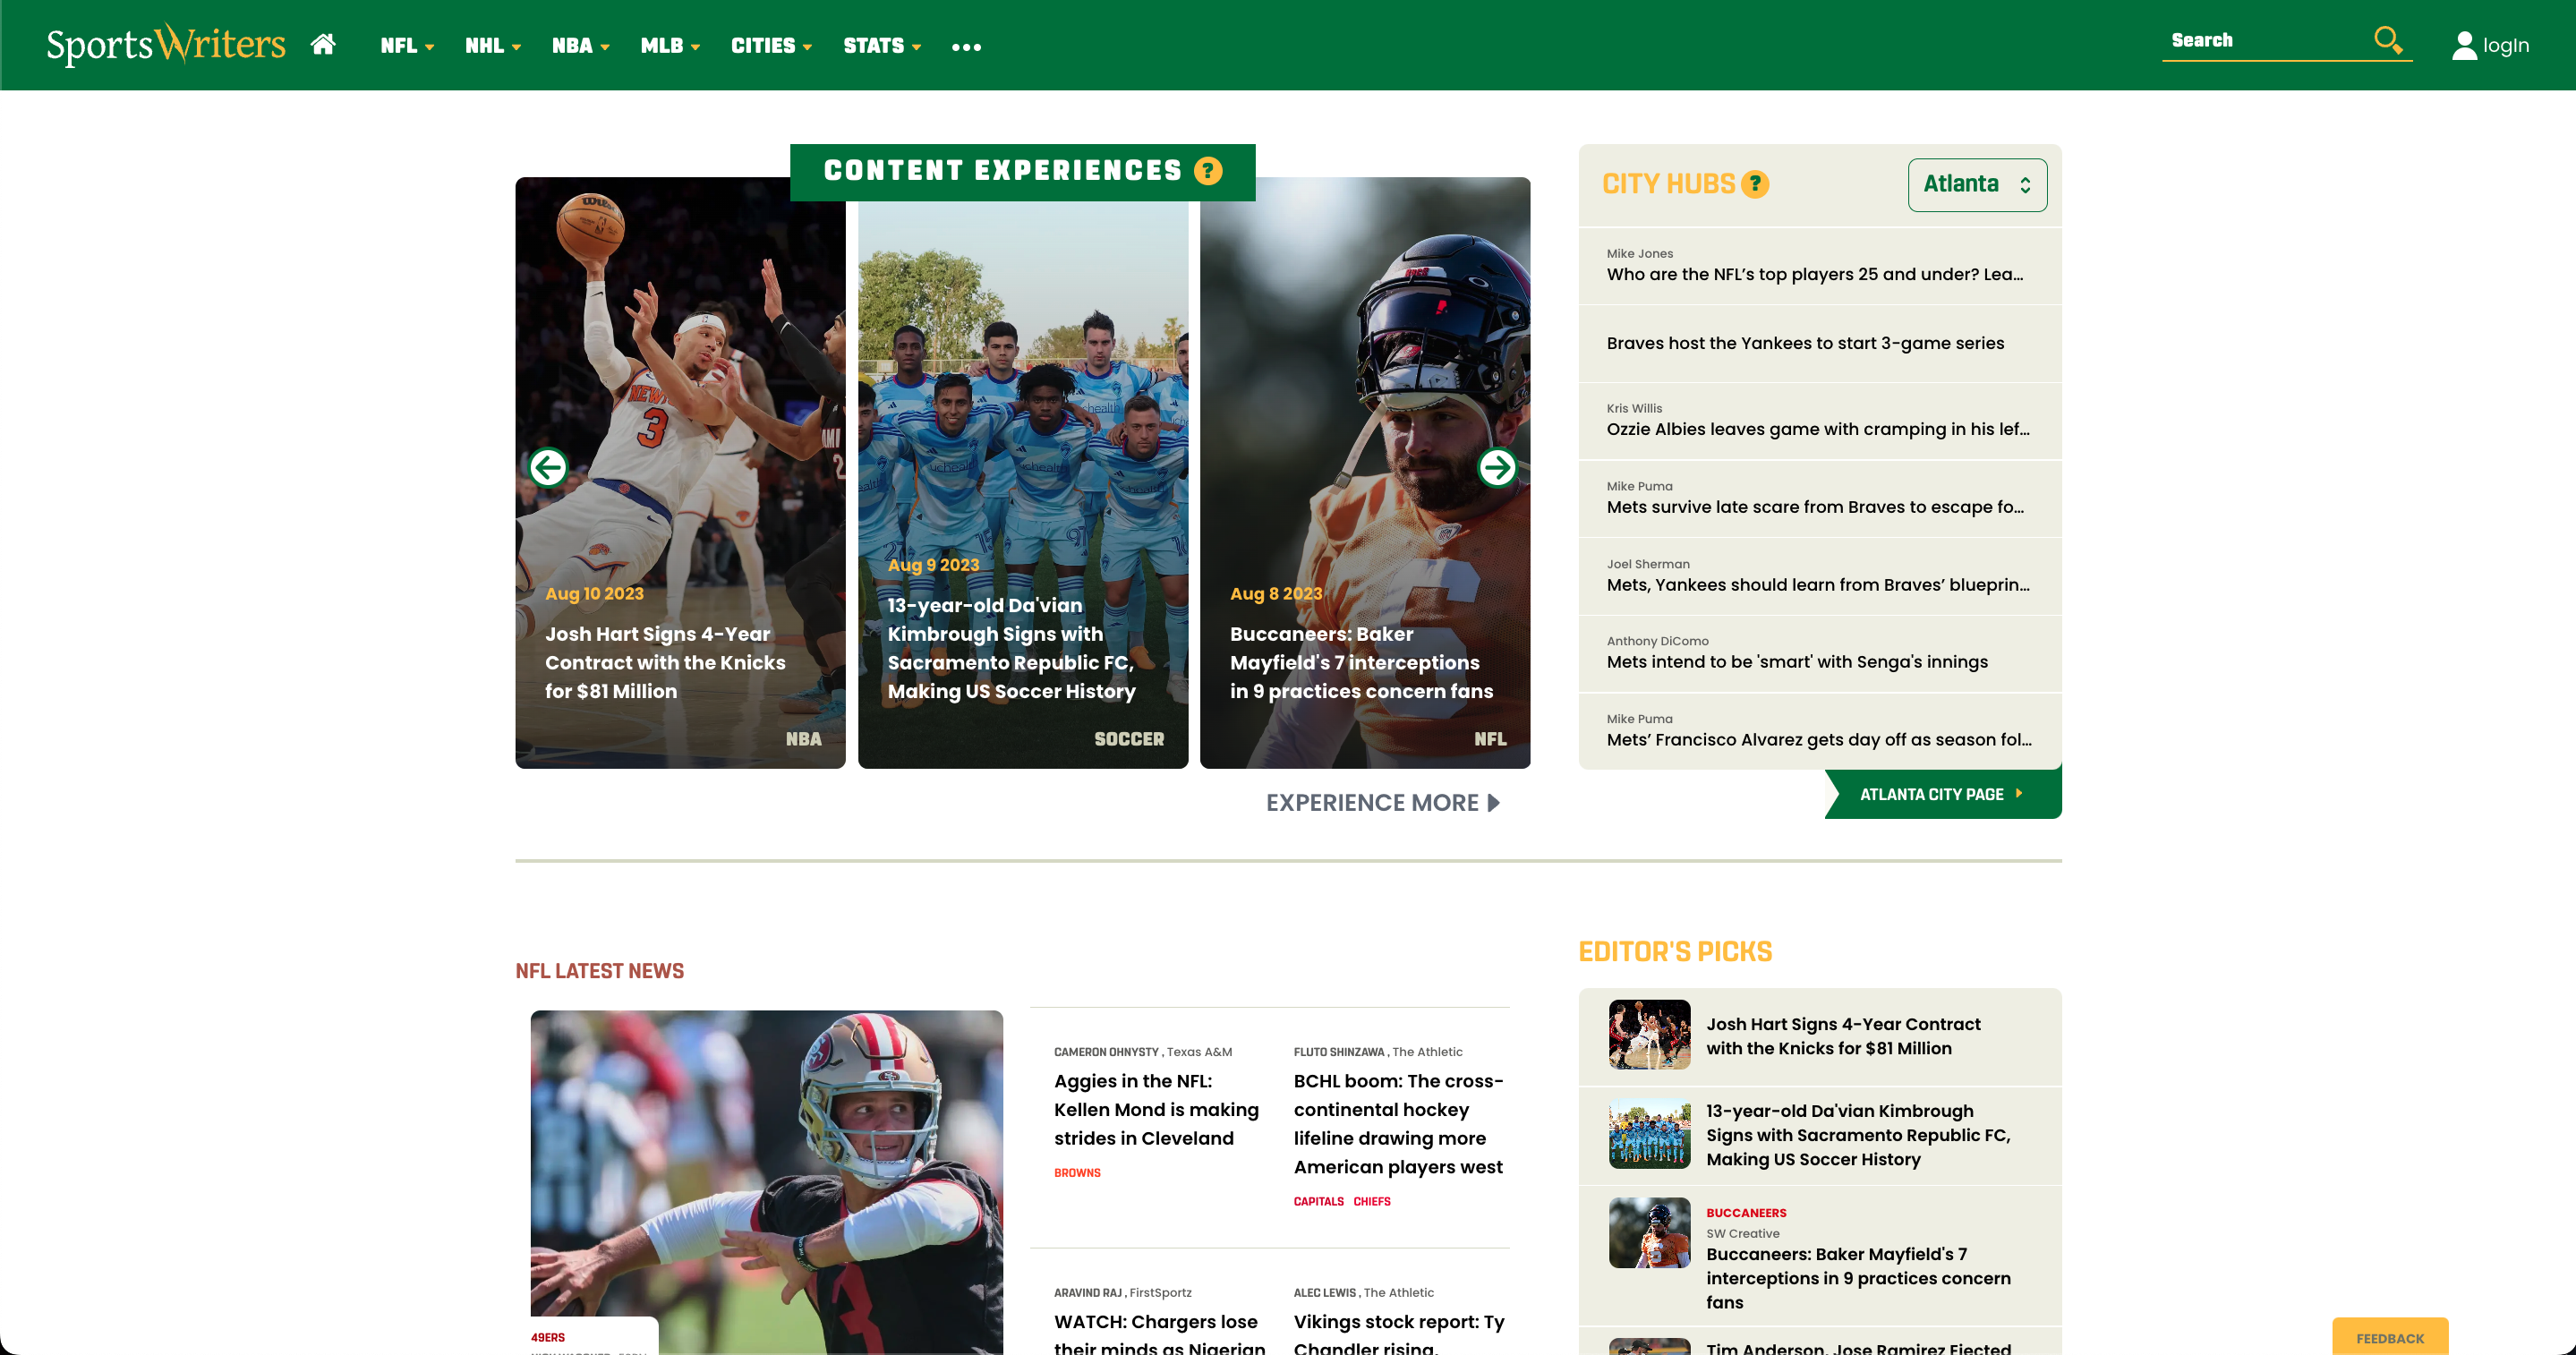 SportsWriters
NFL
NHL
NBA
MLB
CITIES
STATS
Search
logIn
CONTENT EXPERIENCES ?
Wilson
NEW
3
Aug 10 2023
Josh Hart Signs 4-Year
Contract with the Knicks
for $81 Million
NBA
uchealth
uchealth
Aug 9 2023
13-year-old Da'vian
Kimbrough Signs with
Sacramento Republic FC,
Making US Soccer History
SOCCER
Aug 8 2023
Buccaneers: Baker
Mayfield's 7 interceptions
in 9 practices concern fans
NFL
EXPERIENCE MORE
CITY HUBS ?
Atlanta
Mike Jones
Who are the NFL’s top players 25 and under? Lea...
Braves host the Yankees to start 3-game series
Kris Willis
Ozzie Albies leaves game with cramping in his lef...
Mike Puma
Mets survive late scare from Braves to escape fo...
Joel Sherman
Mets, Yankees should learn from Braves’ blueprin...
Anthony DiComo
Mets intend to be 'smart' with Senga's innings
Mike Puma
Mets’ Francisco Alvarez gets day off as season fol...
ATLANTA CITY PAGE
NFL LATEST NEWS
49ERS
CAMERON OHNYSTY , Texas A&M
Aggies in the NFL:
Kellen Mond is making
strides in Cleveland
BROWNS
FLUTO SHINZAWA , The Athletic
BCHL boom: The cross-
continental hockey
lifeline drawing more
American players west
CAPITALS CHIEFS
ARAVIND RAJ , FirstSportz
WATCH: Chargers lose
their minds as Nigerian
ALEC LEWIS , The Athletic
Vikings stock report: Ty
Chandler rising,
EDITOR'S PICKS
Josh Hart Signs 4-Year Contract
with the Knicks for $81 Million
13-year-old Da'vian Kimbrough
Signs with Sacramento Republic FC,
Making US Soccer History
BUCCANEERS
SW Creative
Buccaneers: Baker Mayfield's 7
interceptions in 9 practices concern
fans
Tim Anderson, Jose Ramirez Ejected
FEEDBACK